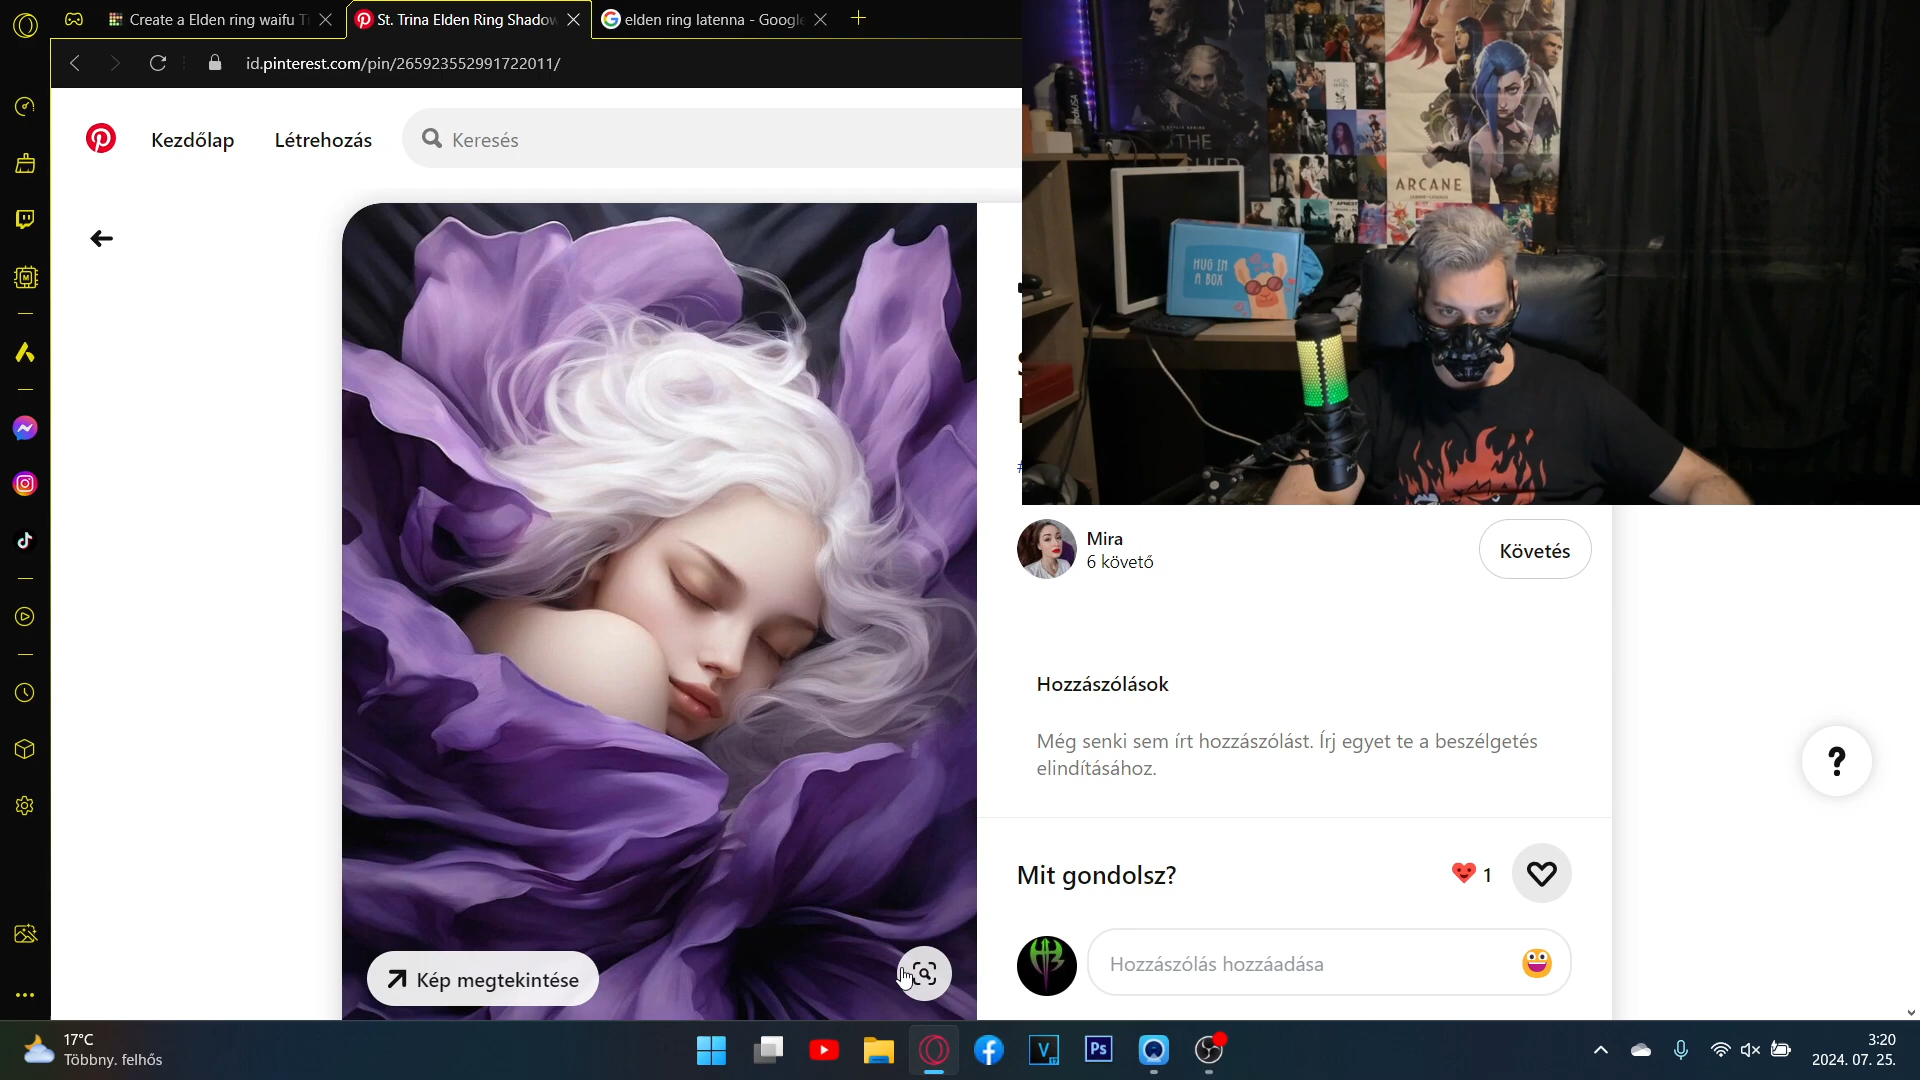 Create a Elden ring waifu T
St. Trina Elden Ring Shadow
elden ring latenna - Google
id.pinterest.com/pin/265923552991722011/
Kezdőlap
Létrehozás
Keresés
THE
ARCANE
HUG IN
A BOX
Mira
6 követő
Követés
Hozzászólások
Még senki sem írt hozzászólást. Írj egyet te a beszélgetés
elindításához.
?
Mit gondolsz?
1
Hozzászólás hozzáadása
Kép megtekintése
17°C
Többny. felhős
Ps
V
3:20
2024. 07. 25.